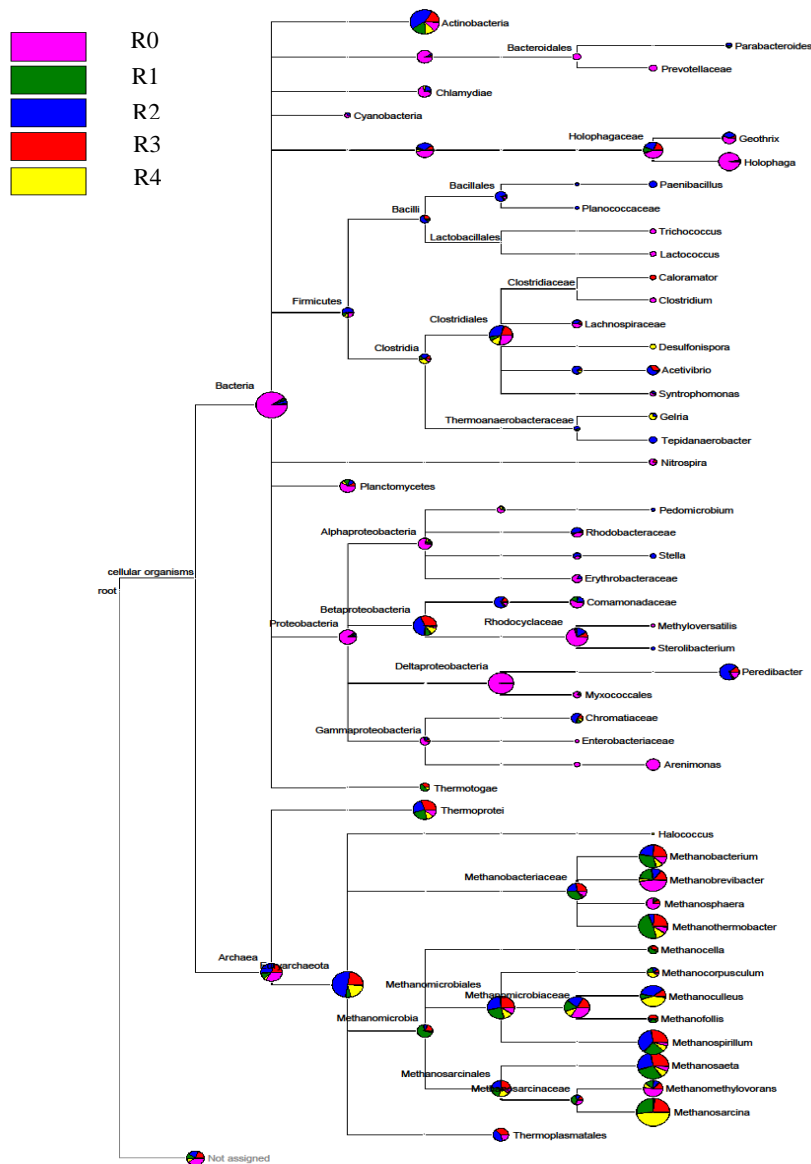 R0
R1
R2
R3
R4
Actinobacteria
Bacteroidales
Parabacteroides
Prevotellaceae
Chlamydiae
Cyanobacteria
Holophagaceae
Geothrix
Holophaga
Bacillales
Paenibacillus
Bacilli
Planococcaceae
Lactobacillales
Trichococcus
Lactococcus
Clostridiaceae
Caloramator
Firmicutes
Clostridium
Clostridiales
Lachnospiraceae
Clostridia
Desulfonispora
Acetivibrio
Bacteria
Syntrophomonas
Thermoanaerobacteraceae
Gelria
Tepidanaerobacter
Nitrospira
Planctomycetes
Pedomicrobium
Alphaproteobacteria
Rhodobacteraceae
Stella
cellular organisms
Erythrobacteraceae
root
Betaproteobacteria
Comamonadaceae
Proteobacteria
Rhodocyclaceae
Methyloversatilis
Sterolibacterium
Deltaproteobacteria
Peredibacter
Myxococcales
Gammaproteobacteria
Chromatiaceae
Enterobacteriaceae
Arenimonas
Thermotogae
Thermoprotei
Halococcus
Methanobacterium
Methanobacteriaceae
Methanobrevibacter
Methanosphaera
Methanothermobacter
Archaea
Euryarchaeota
Methanocella
Methanomicrobiales
Methanomicrobiaceae
Methanocorpusculum
Methanoculleus
Methanomicrobia
Methanofollis
Methanospirillum
Methanosarcinales
Methanosaeta
Methanosarcinaceae
Methanomethylovorans
Methanosarcina
Thermoplasmatales
Not assigned